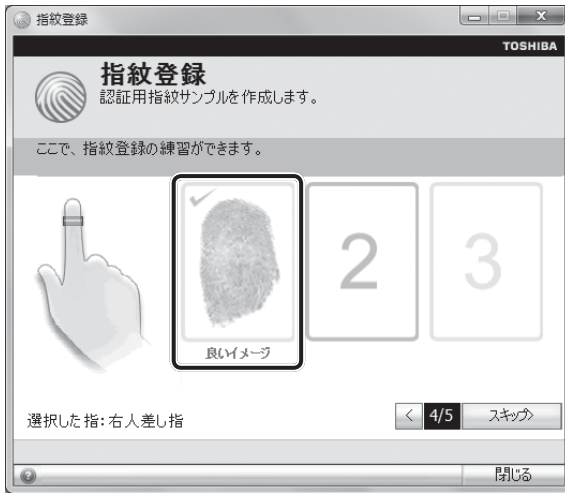 指紋登録
TOSHIBA
指紋登録
認証用指紋サンプルを作成します。
ここで、指紋登録の練習ができます。
2
3
良いイメージ
選択した指:右人差し指
< 4/5 スキップ>
? 閉じる